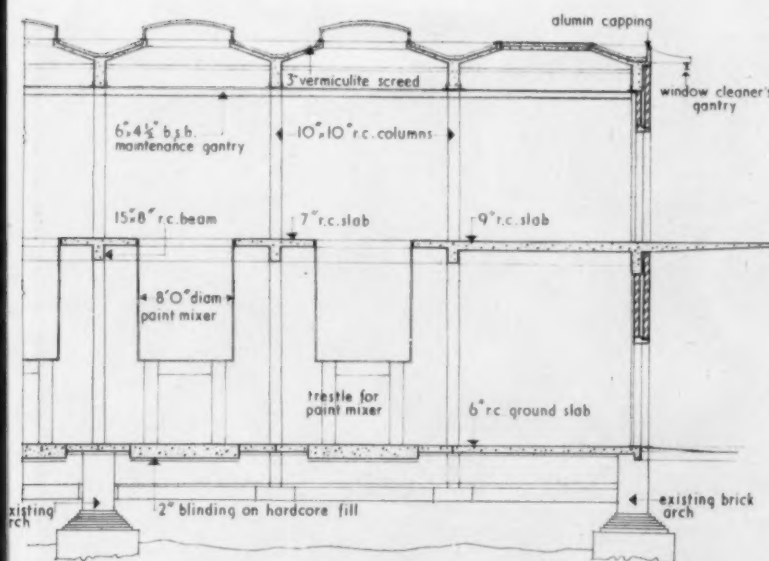 alumin capping
3" vermiculite screed
window cleaner's
gantry
6"x4½" b.s.b.
maintenance gantry
10"x10" r.c. columns
15"x8" r.c. beam
7" r.c. slab
9" r.c. slab
8'0" diam
paint mixer
trestle for
paint mixer
6" r.c. ground slab
existing
arch
2" blinding on hardcore fill
existing brick
arch